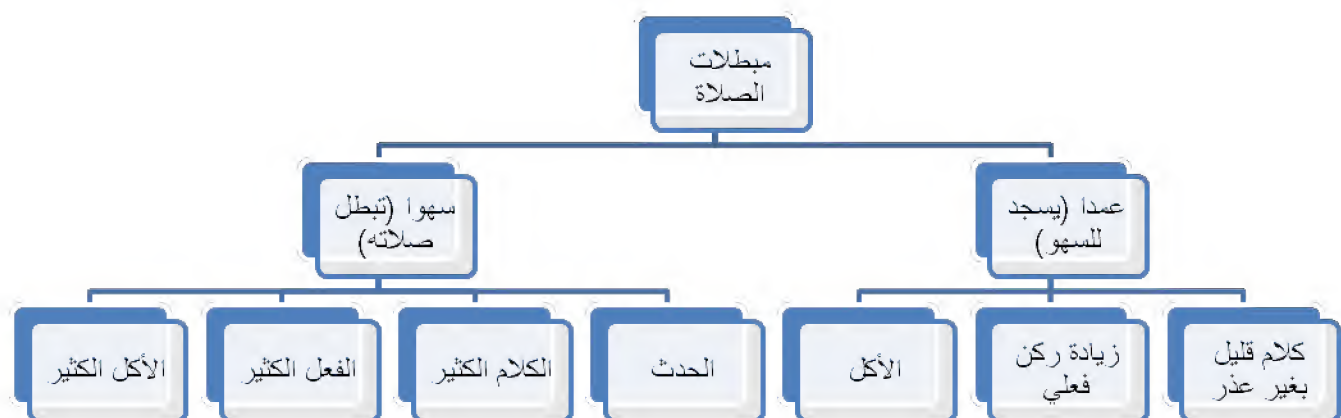 مبطلات
الصلاة
عمدا (يسجد
للسهو)
سهوا (تبطل
صلاته)
كلام قليل
بغير عذر
زيادة ركن
فعلي
الأكل
الحدث
الكلام الكثير
الفعل الكثير
الأكل الكثير